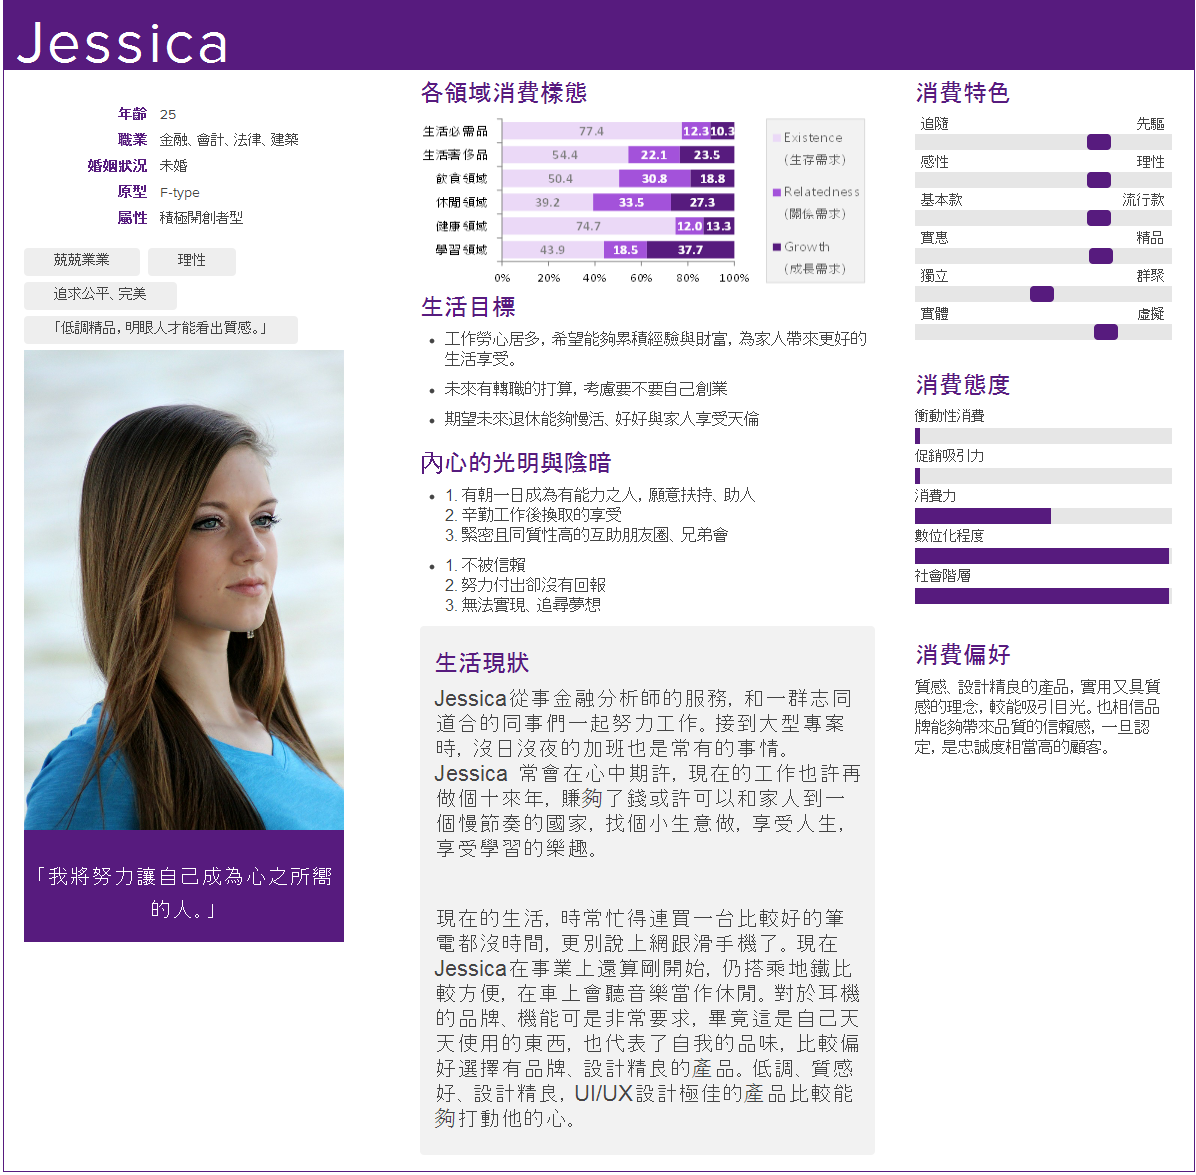 Jessica
年齡 25
職業 金融、會計、法律、建築
婚姻狀況 未婚
原型 F-type
屬性 積極開創者型
兢兢業業
理性
追求公平、完美
「低調精品，明眼人才能看出質感。」
「我將努力讓自己成為心之所嚮
的人。」
各領域消費樣態
生活必需品 77.4 12.3 10.3
生活奢侈品 54.4 22.1 23.5
飲食領域 50.4 30.8 18.8
休閒領域 39.2 33.5 27.3
健康領域 74.7 12.0 13.3
學習領域 43.9 18.5 37.7
0% 20% 40% 60% 80% 100%
Existence
(生存需求)
Relatedness
(關係需求)
Growth
(成長需求)
生活目標
• 工作勞心居多，希望能夠累積經驗與財富，為家人帶來更好的
生活享受。
• 未來有轉職的打算，考慮要不要自己創業
• 期望未來退休能夠慢活、好好與家人享受天倫
內心的光明與陰暗
• 1. 有朝一日成為有能力之人，願意扶持、助人
2. 辛勤工作後換取的享受
3. 緊密且同質性高的互助朋友圈、兄弟會
• 1. 不被信賴
2. 努力付出卻沒有回報
3. 無法實現、追尋夢想
生活現狀
Jessica從事金融分析師的服務，和一群志同
道合的同事們一起努力工作。接到大型專案
時，沒日沒夜的加班也是常有的事情。
Jessica 常會在心中期許，現在的工作也許再
做個十來年，賺夠了錢或許可以和家人到一
個慢節奏的國家，找個小生意做，享受人生，
享受學習的樂趣。
現在的生活，時常忙得連買一台比較好的筆
電都沒時間，更別說上網跟滑手機了。現在
Jessica在事業上還算剛開始，仍搭乘地鐵比
較方便，在車上會聽音樂當作休閒。對於耳機
的品牌、機能可是非常要求，畢竟這是自己天
天使用的東西，也代表了自我的品味，比較偏
好選擇有品牌、設計精良的產品。低調、質感
好、設計精良，UI/UX設計極佳的產品比較能
夠打動他的心。
消費特色
追隨 先驅
感性 理性
基本款 流行款
實惠 精品
獨立 群聚
實體 虛擬
消費態度
衝動性消費
促銷吸引力
消費力
數位化程度
社會階層
消費偏好
質感、設計精良的產品，實用又具質
感的理念，較能吸引目光。也相信品
牌能夠帶來品質的信賴感，一旦認
定，是忠誠度相當高的顧客。